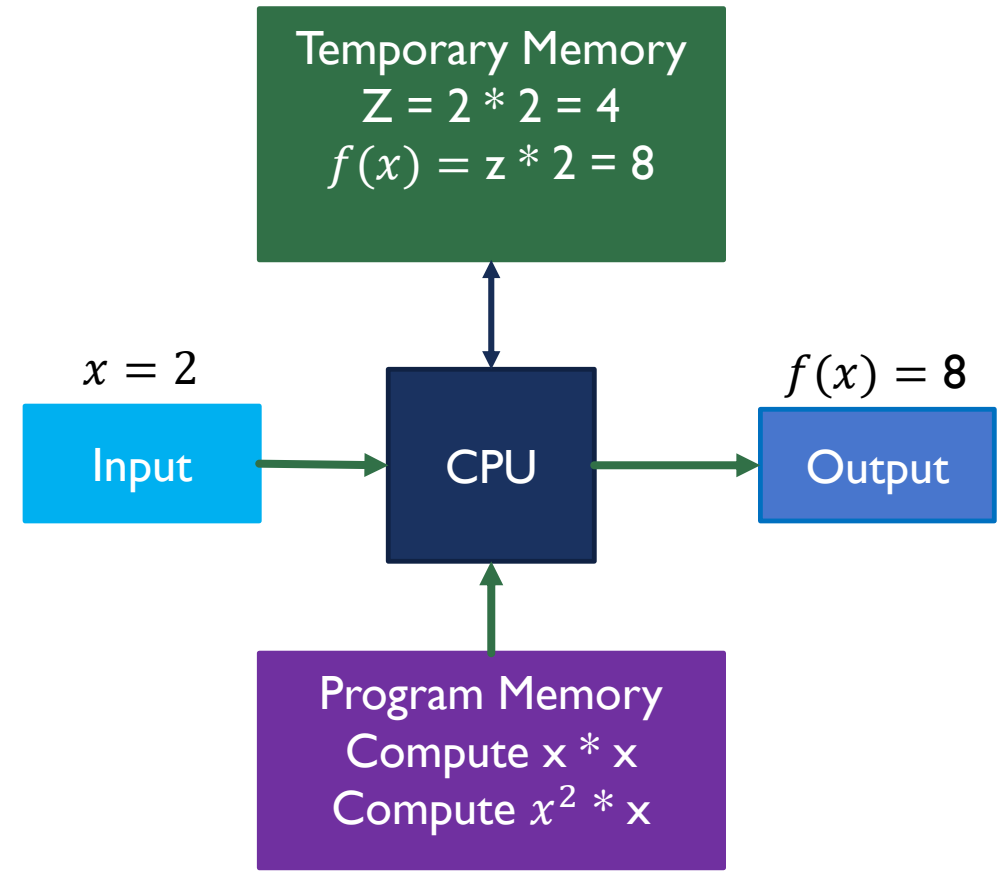 Temporary Memory
Z = 2 * 2 = 4
f(x) = z * 2 = 8
x = 2
f(x) = 8
Input
CPU
Output
Program Memory
Compute x * x
Compute x² * x